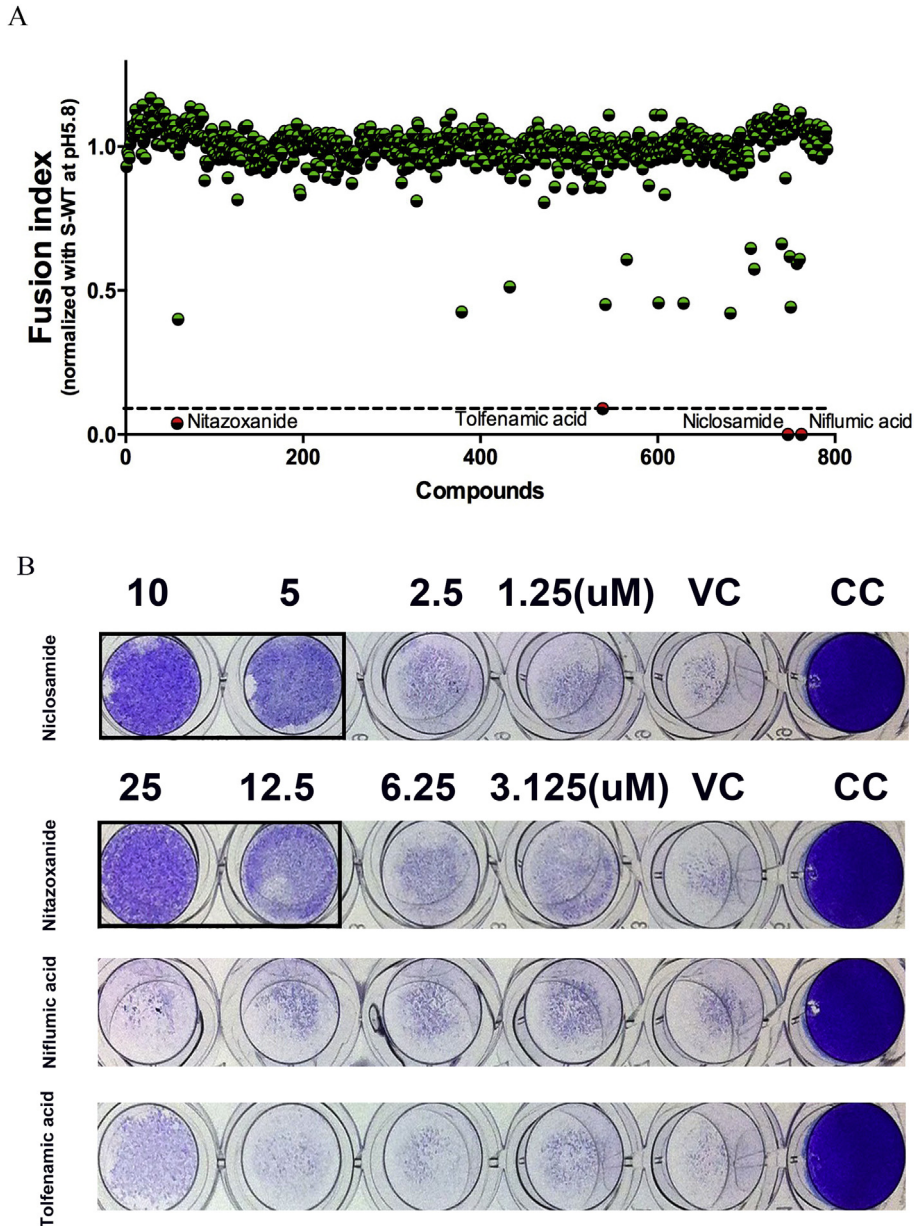 A
Fusion index
(normalized with S-WT at pH5.8)
1.0
0.5
0.0
Nitazoxanide
Tolfenamic acid
Niclosamide
Niflumic acid
0 200 400 600 800
Compounds
B
10 5 2.5 1.25(uM) VC CC
Niclosamide
25 12.5 6.25 3.125(uM) VC CC
Nitazoxanide
Niflumic acid
Tolfenamic acid